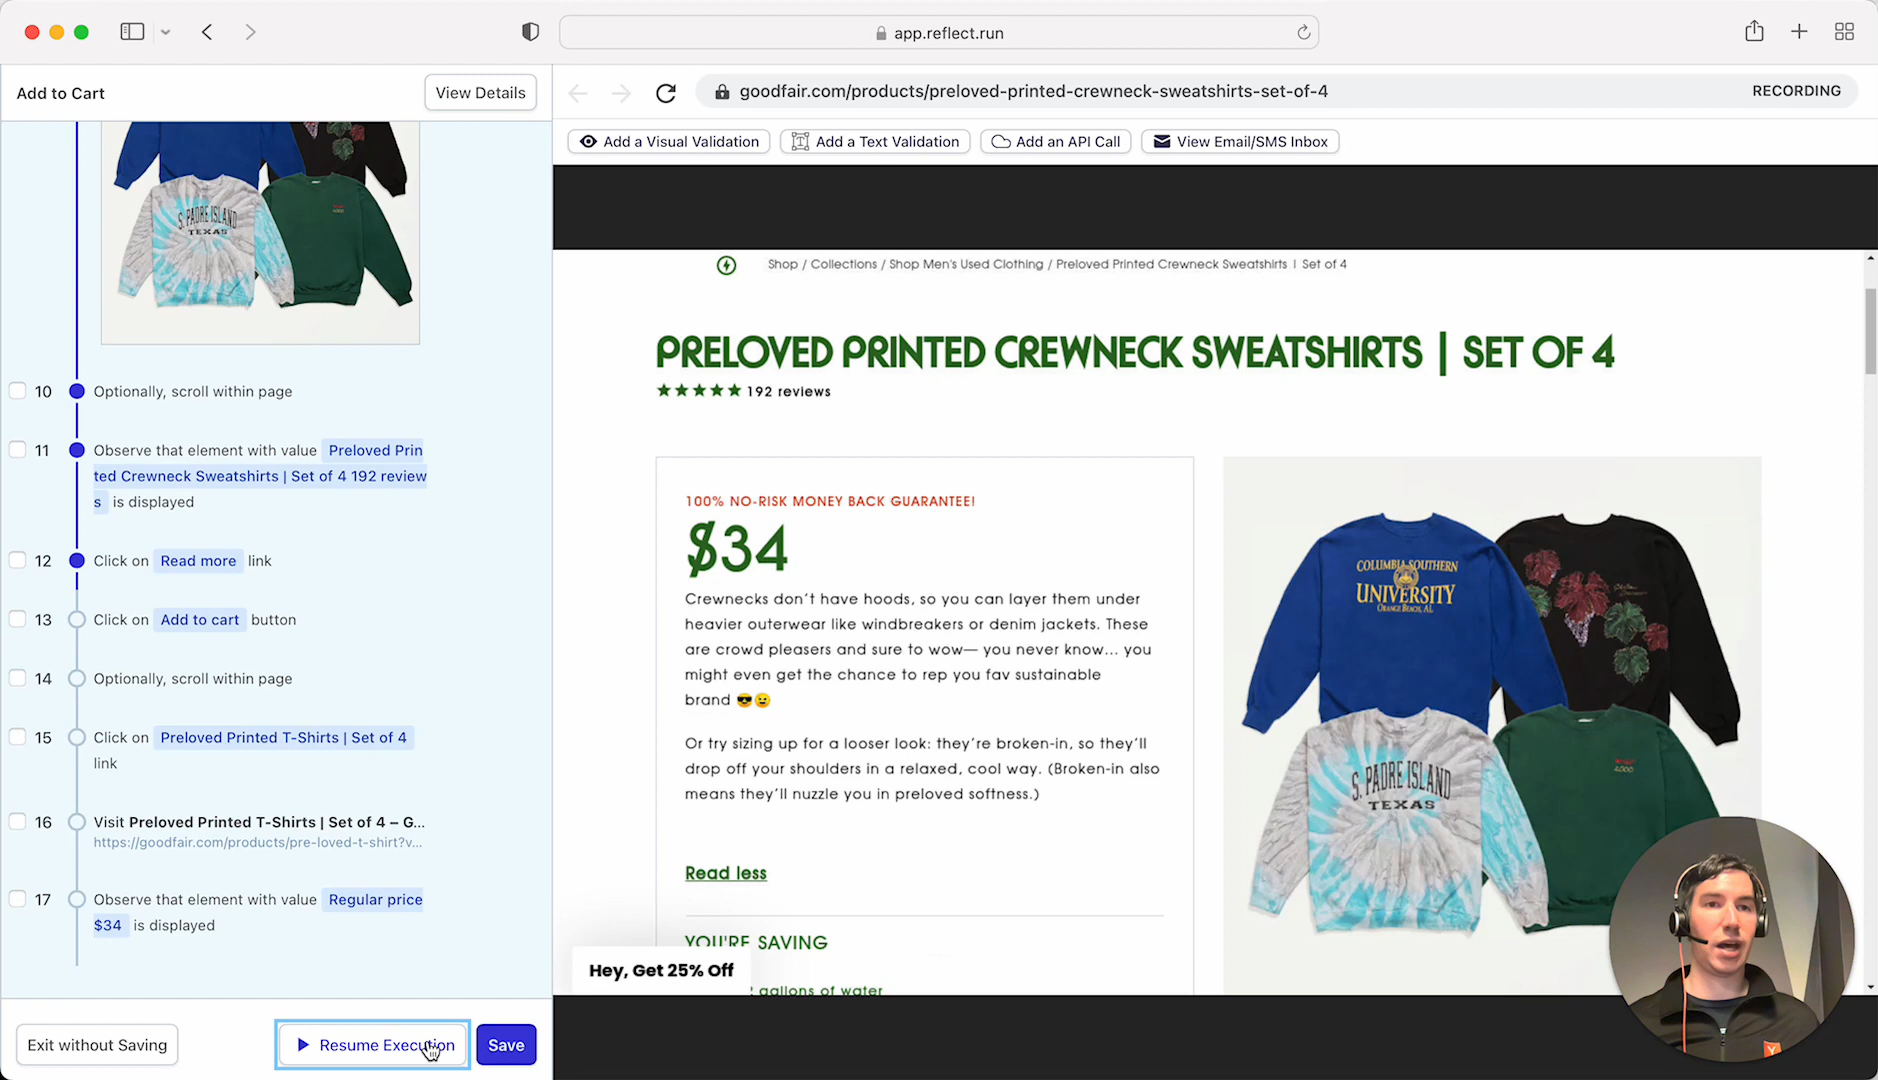 app.reflect.run
Add to Cart
View Details
goodfair.com/products/preloved-printed-crewneck-sweatshirts-set-of-4
RECORDING
Add a Visual Validation
Add a Text Validation
Add an API Call
View Email/SMS Inbox
S. PADRE ISLAND
TEXAS
10
Optionally, scroll within page
11
Observe that element with value Preloved Prin
ted Crewneck Sweatshirts | Set of 4 192 review
s is displayed
12
Click on Read more link
13
Click on Add to cart button
14
Optionally, scroll within page
15
Click on Preloved Printed T-Shirts | Set of 4
link
16
Visit Preloved Printed T-Shirts | Set of 4 – G...
https://goodfair.com/products/pre-loved-t-shirt?v...
17
Observe that element with value Regular price
$34 is displayed
Exit without Saving
Resume Execution
Save
Shop / Collections / Shop Men's Used Clothing / Preloved Printed Crewneck Sweatshirts | Set of 4
PRELOVED PRINTED CREWNECK SWEATSHIRTS | SET OF 4
192 reviews
100% NO-RISK MONEY BACK GUARANTEE!
$34
Crewnecks don't have hoods, so you can layer them under
heavier outerwear like windbreakers or denim jackets. These
are crowd pleasers and sure to wow— you never know... you
might even get the chance to rep you fav sustainable
brand 😎😉
Or try sizing up for a looser look: they're broken-in, so they'll
drop off your shoulders in a relaxed, cool way. (Broken-in also
means they'll nuzzle you in preloved softness.)
Read less
YOU'RE SAVING
Hey, Get 25% Off
gallons of water
COLUMBIA SOUTHERN
UNIVERSITY
ORANGE BEACH, AL
S. PADRE ISLAND
TEXAS
2000
Y